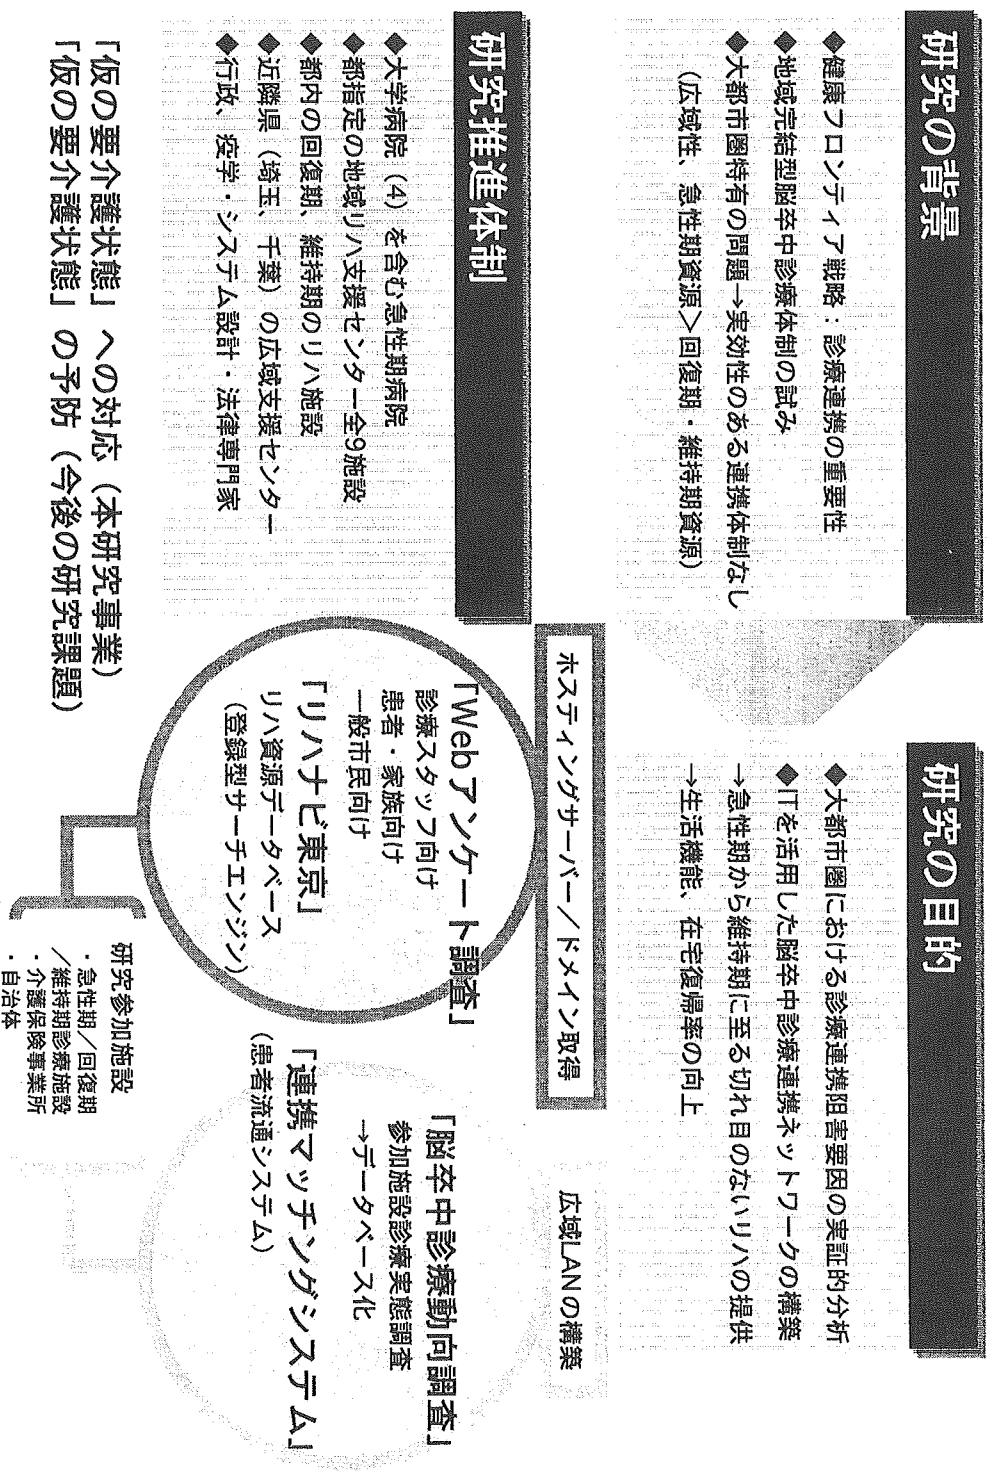 研究の背景
◆健康フロンティア戦略：診療連携の重要性
◆地域完結型脳卒中診療体制の試み
◆大都市圏特有の問題→実効性のある連携体制なし
（広域性、急性期資源＞回復期・維持期資源）
研究の目的
◆大都市圏における診療連携阻害要因の実証的分析
◆ITを活用した脳卒中診療連携ネットワークの構築
→急性期から維持期に至る切れ目のないリハの提供
→生活機能、在宅復帰率の向上
研究推進体制
◆大学病院（4）を含む急性期病院
◆都指定の地域リハ支援センター全9施設
◆都内の回復期、維持期のリハ施設
◆近隣県（埼玉、千葉）の広域支援センター
◆行政、疫学・システム設計・法律専門家
「仮の要介護状態」への対応（本研究事業）
「仮の要介護状態」の予防（今後の研究課題）
ホスティングサーバー／ドメイン取得
「Webアンケート調査」
診療スタッフ向け
患者・家族向け
一般市民向け
「リハナビ東京」
リハ資源データベース
（登録型サーチエンジン）
研究参加施設
・急性期／回復期
／維持期診療施設
・介護保険事業所
・自治体
広域LANの構築
「脳卒中診療動向調査」
参加施設診療実態調査
→データベース化
「連携マッチングシステム」
（患者流通システム）